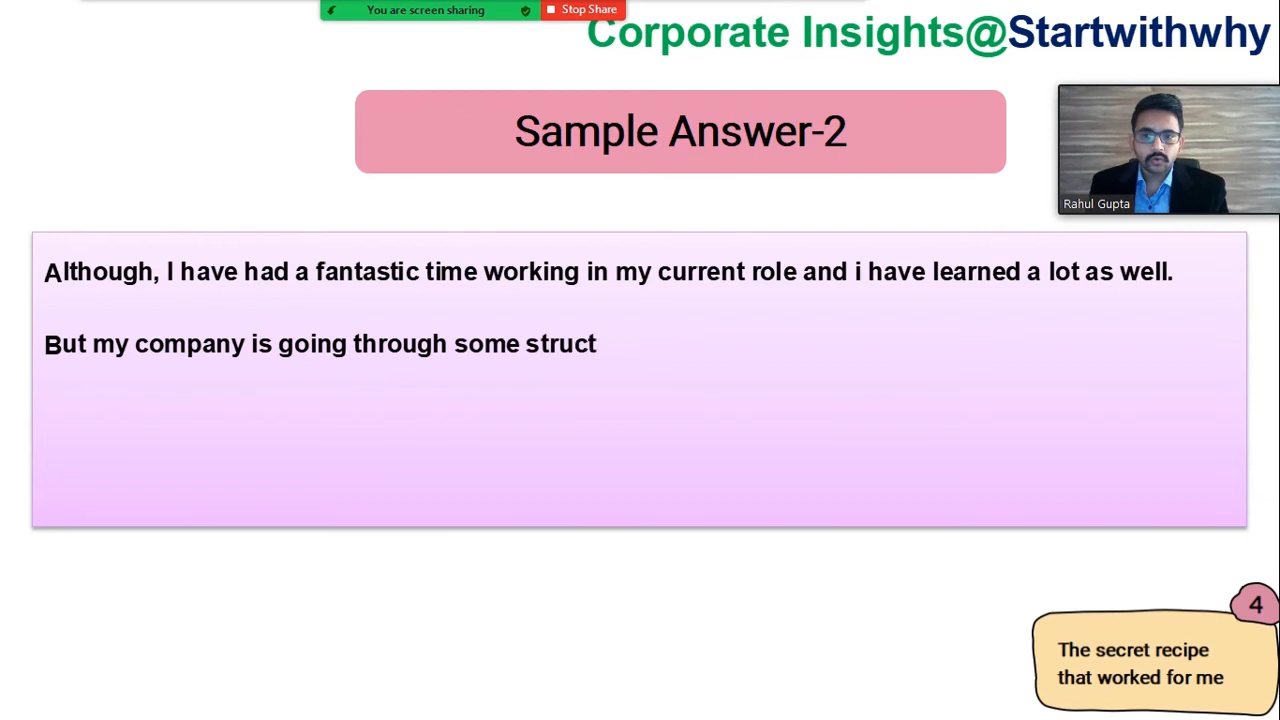 You are screen sharing
Stop Share
Corporate Insights@Startwithwhy
Sample Answer-2
Rahul Gupta
Although, I have had a fantastic time working in my current role and i have learned a lot as well.
But my company is going through some struct
4
The secret recipe
that worked for me